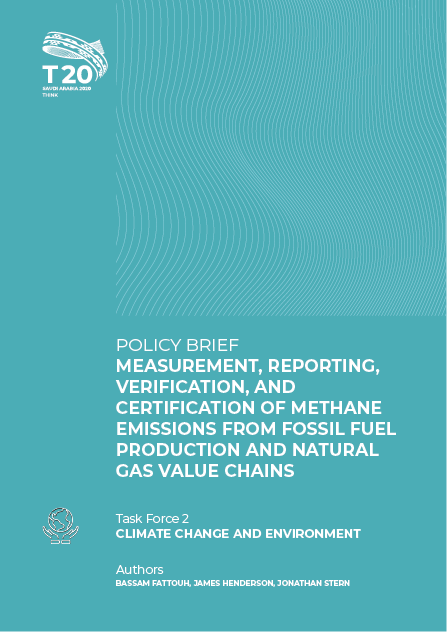 T20
SAUDI ARABIA 2020
THINK
POLICY BRIEF
MEASUREMENT, REPORTING,
VERIFICATION, AND
CERTIFICATION OF METHANE
EMISSIONS FROM FOSSIL FUEL
PRODUCTION AND NATURAL
GAS VALUE CHAINS
Task Force 2
CLIMATE CHANGE AND ENVIRONMENT
Authors
BASSAM FATTOUH, JAMES HENDERSON, JONATHAN STERN